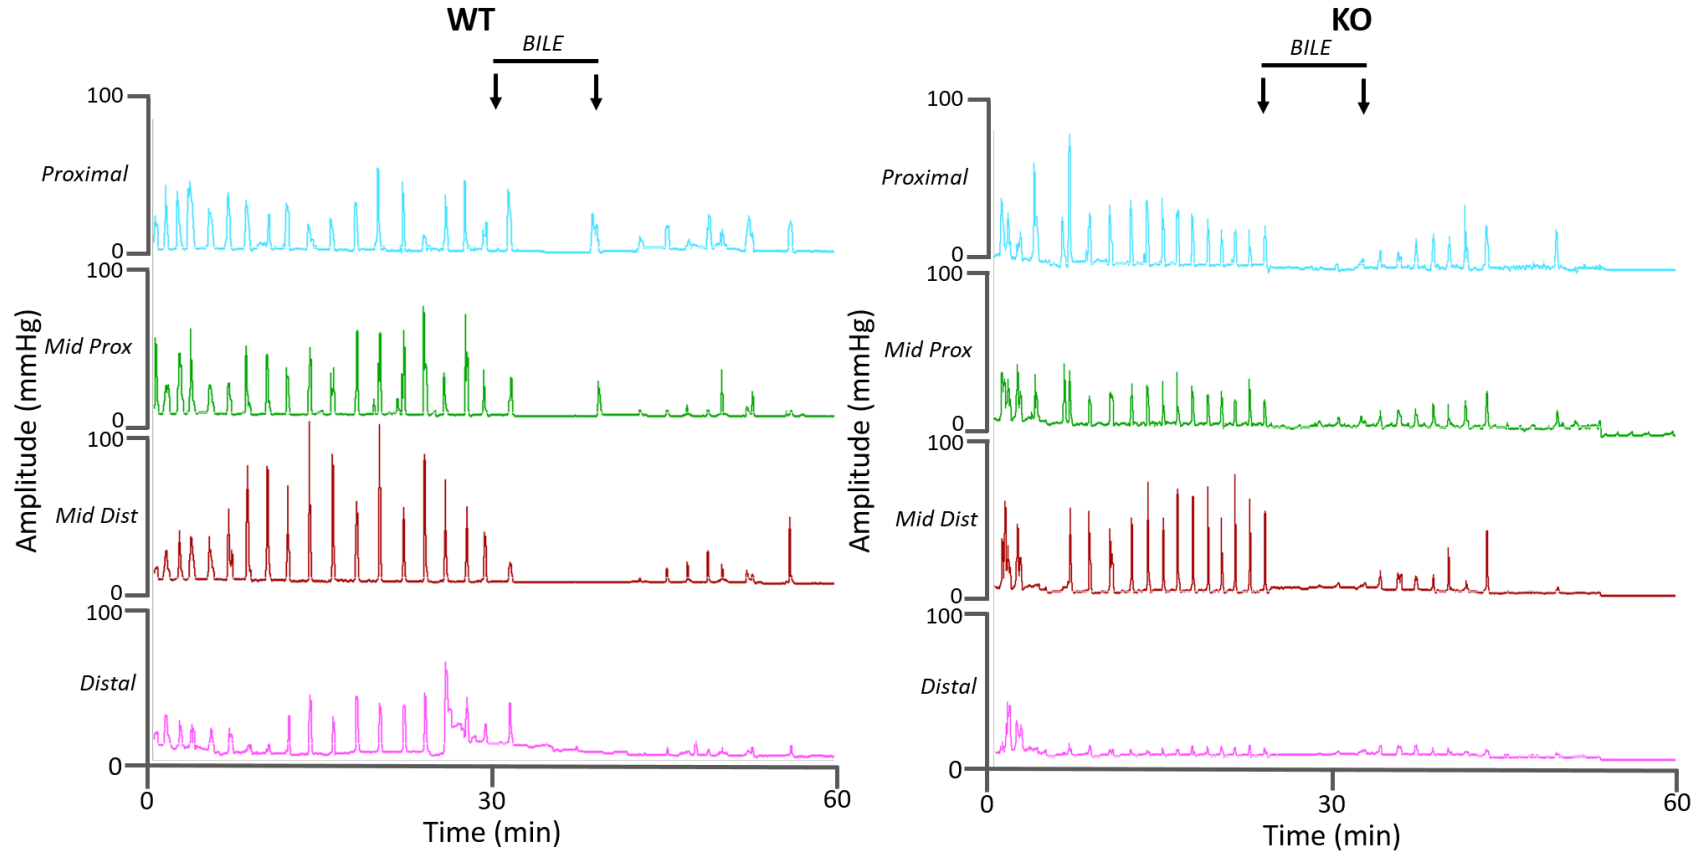 WT
BILE
100
Proximal
0
100
Mid Prox
0
100
Mid Dist
0
100
Distal
0
Amplitude (mmHg)
0
30
60
Time (min)
KO
BILE
100
Proximal
0
100
Mid Prox
0
100
Mid Dist
0
100
Distal
0
Amplitude (mmHg)
0
30
60
Time (min)